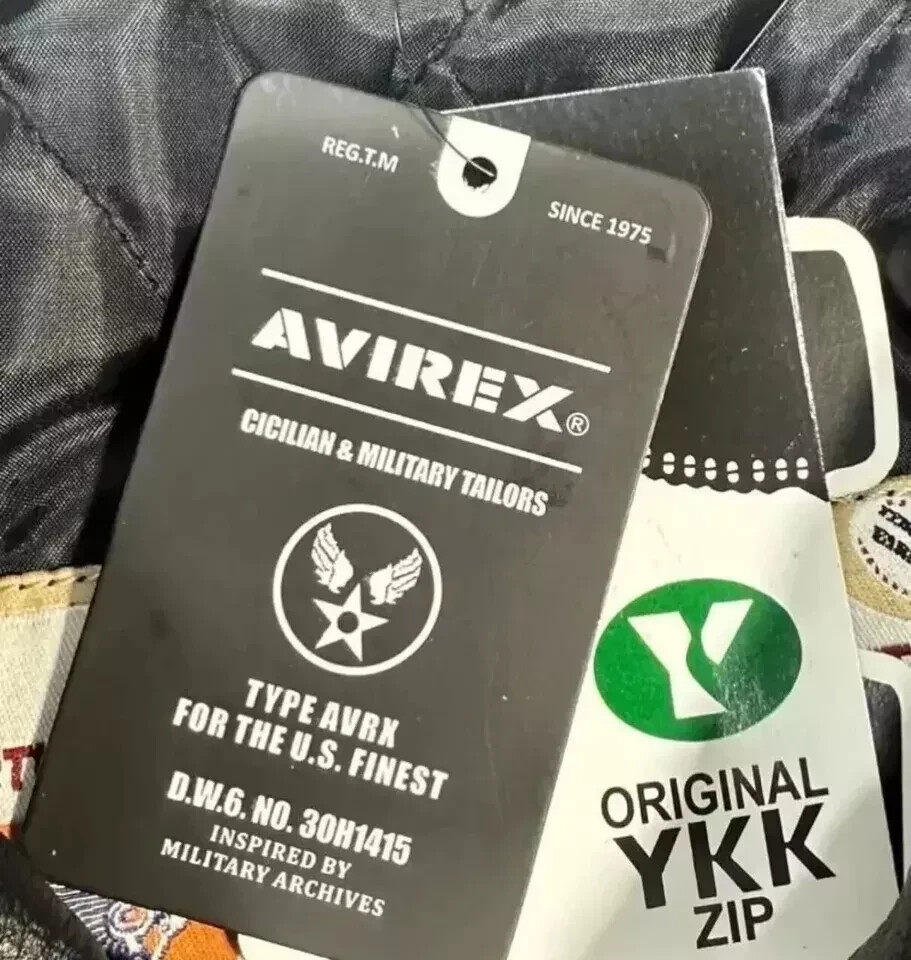 REG.T.M
SINCE 1975
AVIREX®
CICILIAN & MILITARY TAILORS
TYPE AVRX
FOR THE U.S. FINEST
D.W.6. NO. 30H1415
INSPIRED BY
MILITARY ARCHIVES
ORIGINAL
YKK
ZIP